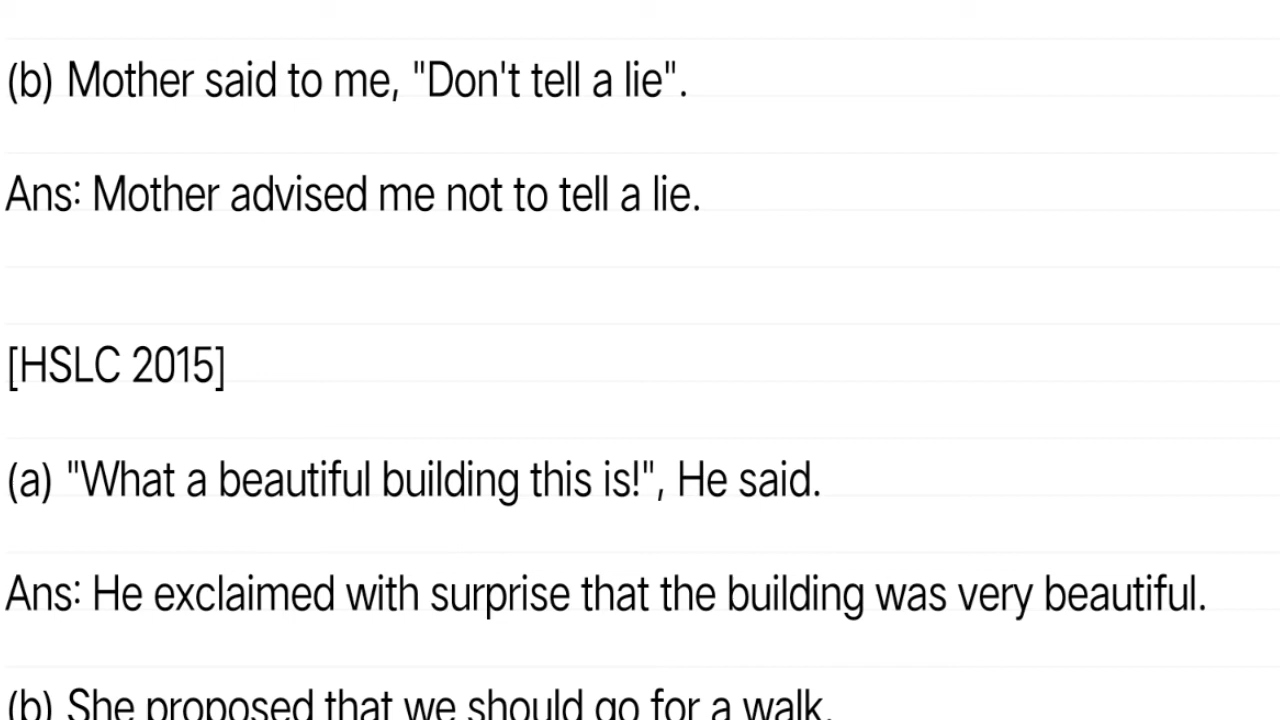 (b) Mother said to me, "Don't tell a lie".
Ans: Mother advised me not to tell a lie.
[HSLC 2015]
(a) "What a beautiful building this is!", He said.
Ans: He exclaimed with surprise that the building was very beautiful.
(b) She proposed that we should go for a walk.